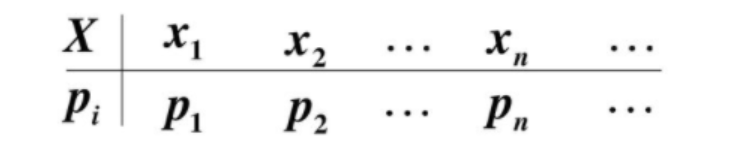 X x₁ x₂ ... xₙ ...
pᵢ p₁ p₂ ... pₙ ...